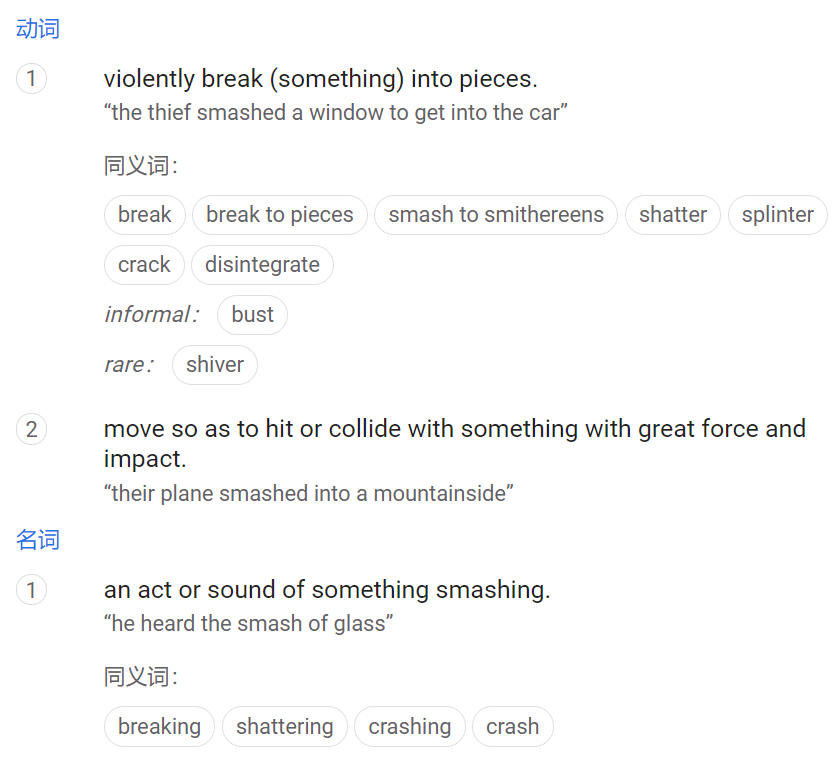 动词
1 violently break (something) into pieces.
“the thief smashed a window to get into the car”
同义词：
break break to pieces smash to smithereens shatter splinter
crack disintegrate
informal： bust
rare： shiver
2 move so as to hit or collide with something with great force and
impact.
“their plane smashed into a mountainside”
名词
1 an act or sound of something smashing.
“he heard the smash of glass”
同义词：
breaking shattering crashing crash